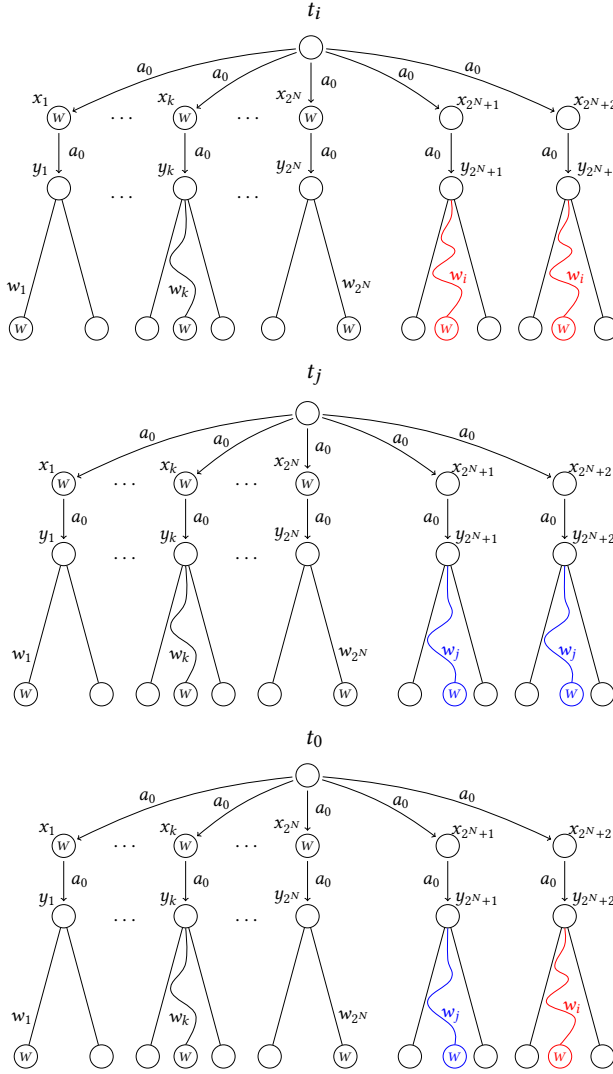 t_i
a_0 a_0 a_0 a_0 a_0
x_1 x_k x_{2^N} x_{2^N+1} x_{2^N+2}
W ... W ... W
a_0 a_0 a_0 a_0 a_0
y_1 y_k y_{2^N} y_{2^N+1} y_{2^N+
... ...
w_1 w_k w_{2^N} w_i w_i
W W W W W
t_j
a_0 a_0 a_0 a_0 a_0
x_1 x_k x_{2^N} x_{2^N+1} x_{2^N+2}
W ... W ... W
a_0 a_0 a_0 a_0 a_0
y_1 y_k y_{2^N} y_{2^N+1} y_{2^N+2}
... ...
w_1 w_k w_{2^N} w_j w_j
W W W W W
t_0
a_0 a_0 a_0 a_0 a_0
x_1 x_k x_{2^N} x_{2^N+1} x_{2^N+2}
W ... W ... W
a_0 a_0 a_0 a_0 a_0
y_1 y_k y_{2^N} y_{2^N+1} y_{2^N+2}
... ...
w_1 w_k w_{2^N} w_j w_i
W W W W W